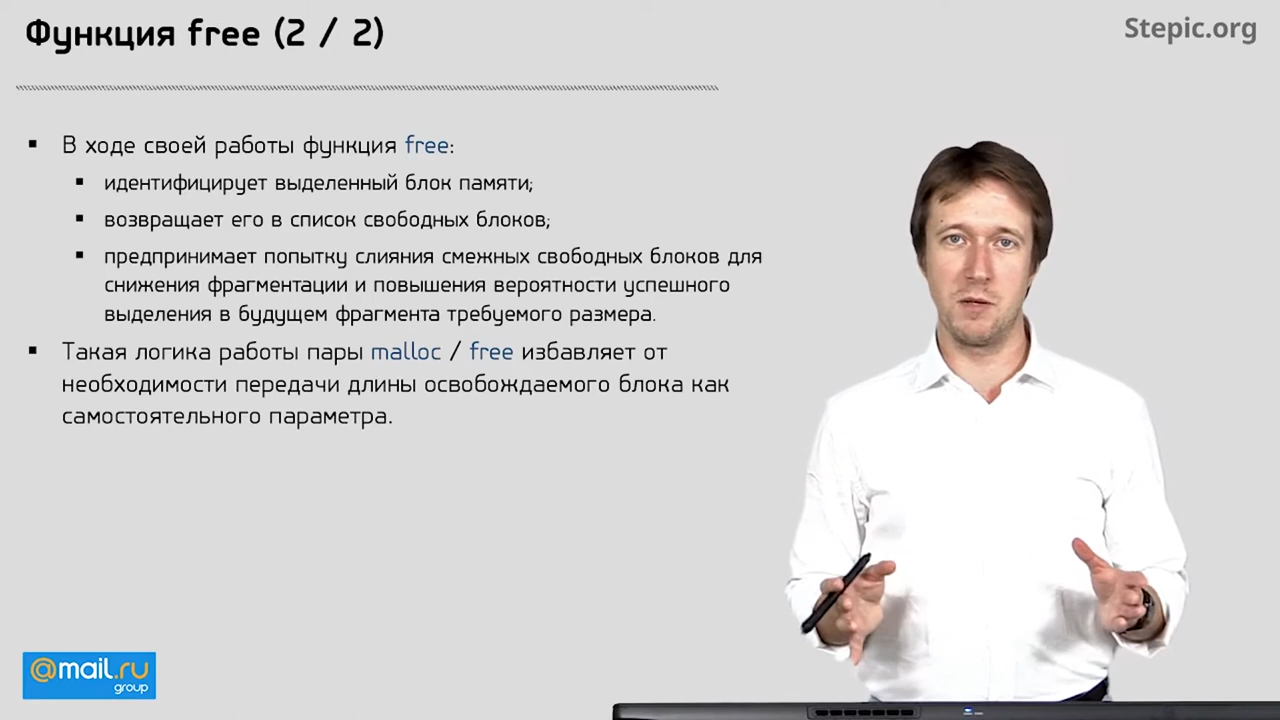 Функция free (2 / 2)
Stepic.org
▪ В ходе своей работы функция free:
▪ идентифицирует выделенный блок памяти;
▪ возвращает его в список свободных блоков;
▪ предпринимает попытку слияния смежных свободных блоков для
снижения фрагментации и повышения вероятности успешного
выделения в будущем фрагмента требуемого размера.
▪ Такая логика работы пары malloc / free избавляет от
необходимости передачи длины освобождаемого блока как
самостоятельного параметра.
@mail.ru
group